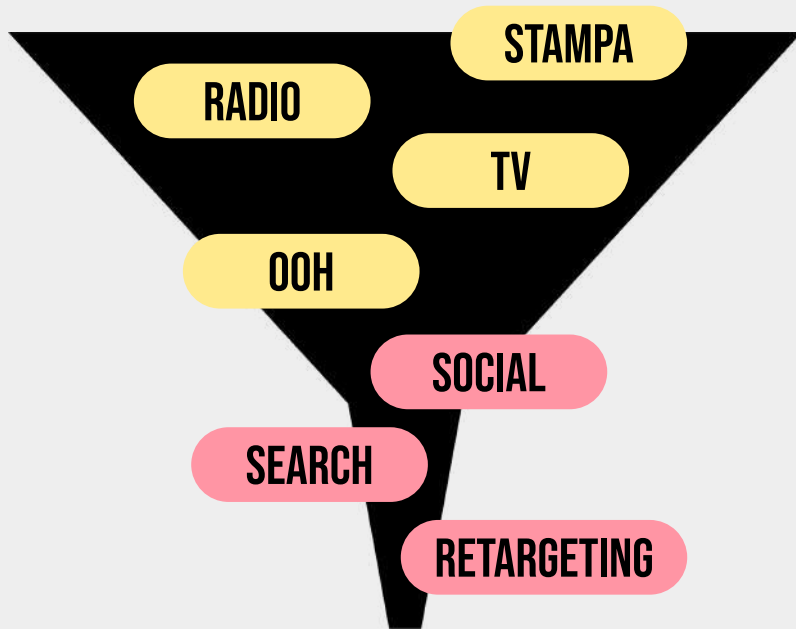 STAMPA
RADIO
TV
OOH
SOCIAL
SEARCH
RETARGETING